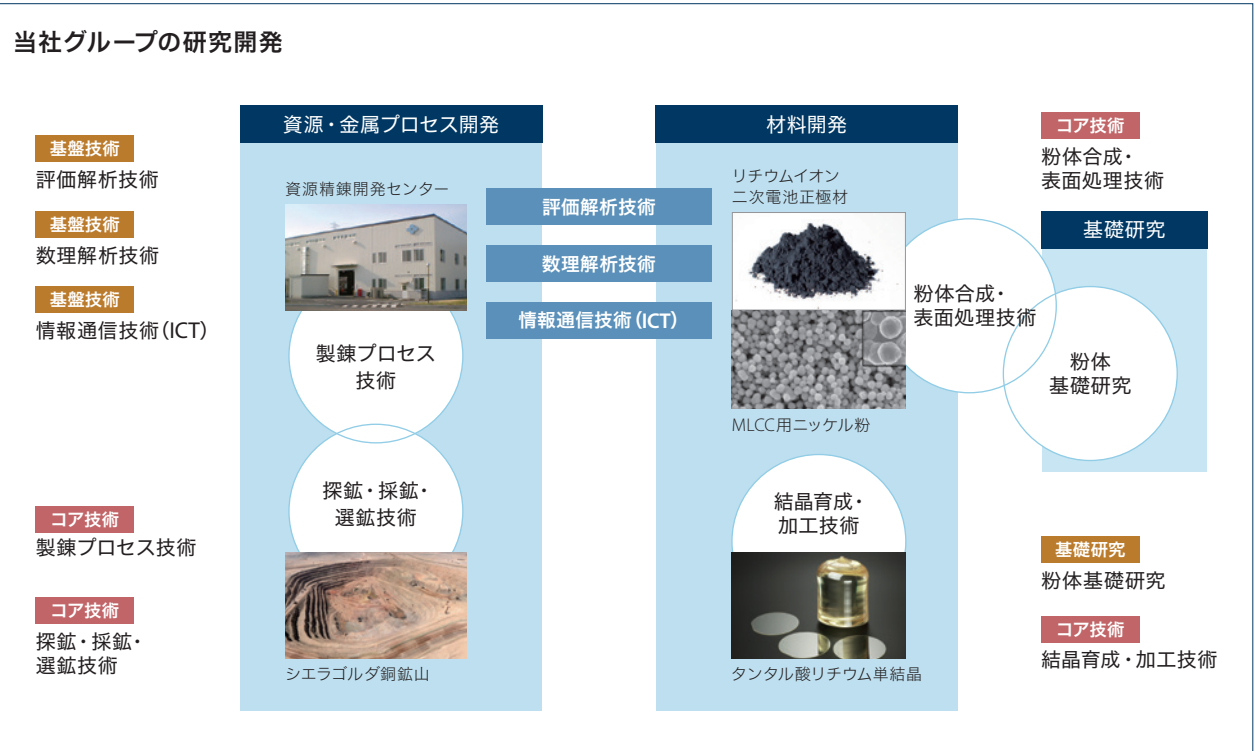 当社グループの研究開発
基盤技術
評価解析技術
基盤技術
数理解析技術
基盤技術
情報通信技術(ICT)
コア技術
製錬プロセス技術
コア技術
探鉱・採鉱・
選鉱技術
資源・金属プロセス開発
資源精錬開発センター
製錬プロセス
技術
探鉱・採鉱・
選鉱技術
シエラゴルダ銅鉱山
評価解析技術
数理解析技術
情報通信技術(ICT)
材料開発
リチウムイオン
二次電池正極材
粉体合成・
表面処理技術
MLCC用ニッケル粉
結晶育成・
加工技術
タンタル酸リチウム単結晶
コア技術
粉体合成・
表面処理技術
基礎研究
粉体
基礎研究
基礎研究
粉体基礎研究
コア技術
結晶育成・加工技術